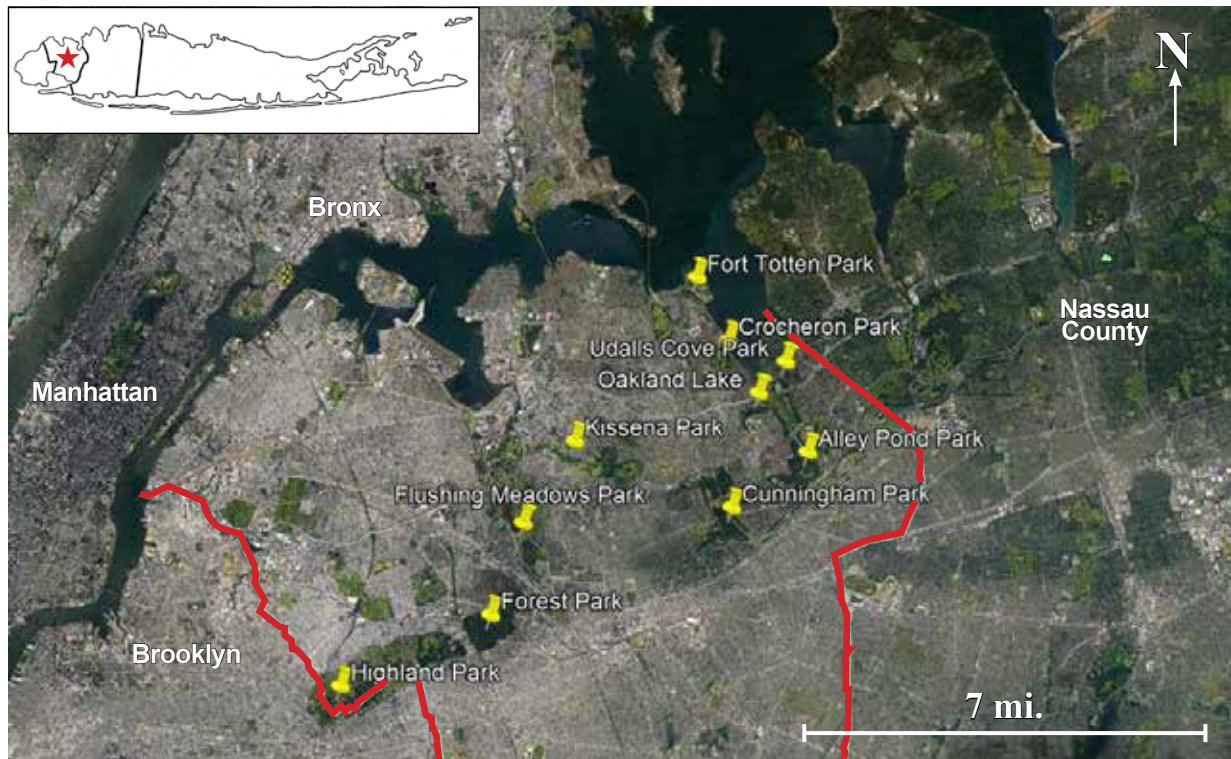 N
Bronx
Fort Totten Park
Nassau
County
Crocheron Park
Udalls Cove Park
Oakland Lake
Manhattan
Kissena Park
Alley Pond Park
Flushing Meadows Park
Cunningham Park
Forest Park
Brooklyn
Highland Park
7 mi.